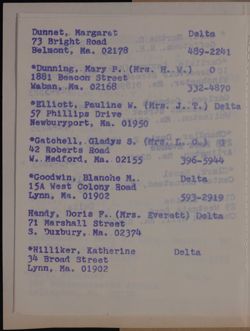 Dunnet, Margaret Delta
73 Bright Road
Belmont, Ma. 02178 489-2241
*Dunning, Mary P. (Mrs. H. W.)
1881 Beacon Street
Waban, Ma. 02168 332-4870
*Elliott, Pauline W. (Mrs. J. T.) Delta
57 Phillips Drive
Newburyport, Ma. 01950
*Gatchell, Gladys S. (Mrs. L. O.)
42 Roberts Road
W. Medford, Ma. 02155 396-5944
*Goodwin, Blanche M. Delta
15A West Colony Road
Lynn, Ma. 01902 593-2919
Handy, Doris F. (Mrs. Everett) Delta
71 Marshall Street
S. Duxbury, Ma. 02374
*Hilliker, Katherine Delta
34 Broad Street
Lynn, Ma. 01902